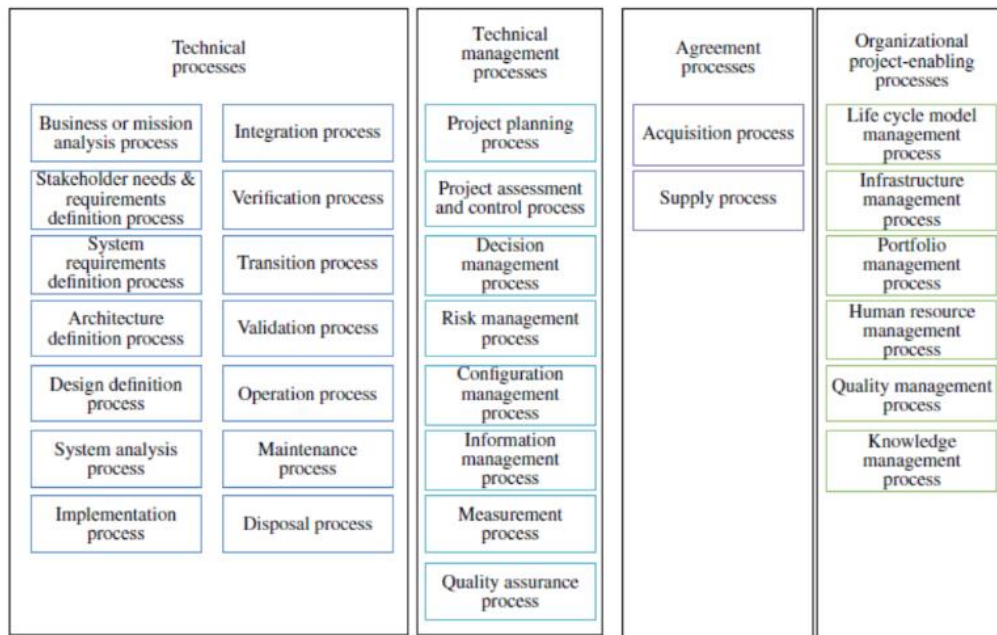 Technical
processes
Business or mission
analysis process
Stakeholder needs &
requirements
definition process
System
requirements
definition process
Architecture
definition process
Design definition
process
System analysis
process
Implementation
process
Integration process
Verification process
Transition process
Validation process
Operation process
Maintenance
process
Disposal process
Technical
management
processes
Project planning
process
Project assessment
and control process
Decision
management
process
Risk management
process
Configuration
management
process
Information
management
process
Measurement
process
Quality assurance
process
Agreement
processes
Acquisition process
Supply process
Organizational
project-enabling
processes
Life cycle model
management
process
Infrastructure
management
process
Portfolio
management
process
Human resource
management
process
Quality management
process
Knowledge
management
process